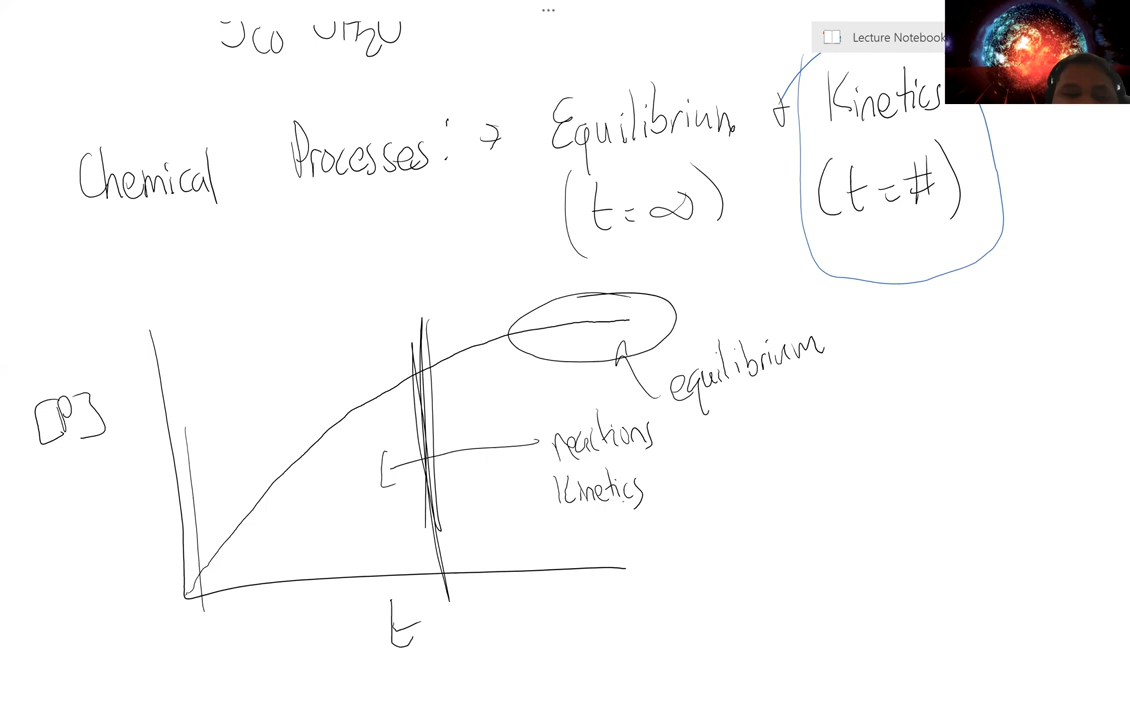 Lecture Notebook
Chemical Processes: → Equilibrium + Kinetics
(t = ∞) (t = #)
[P]
equilibrium
reactions
Kinetics
t